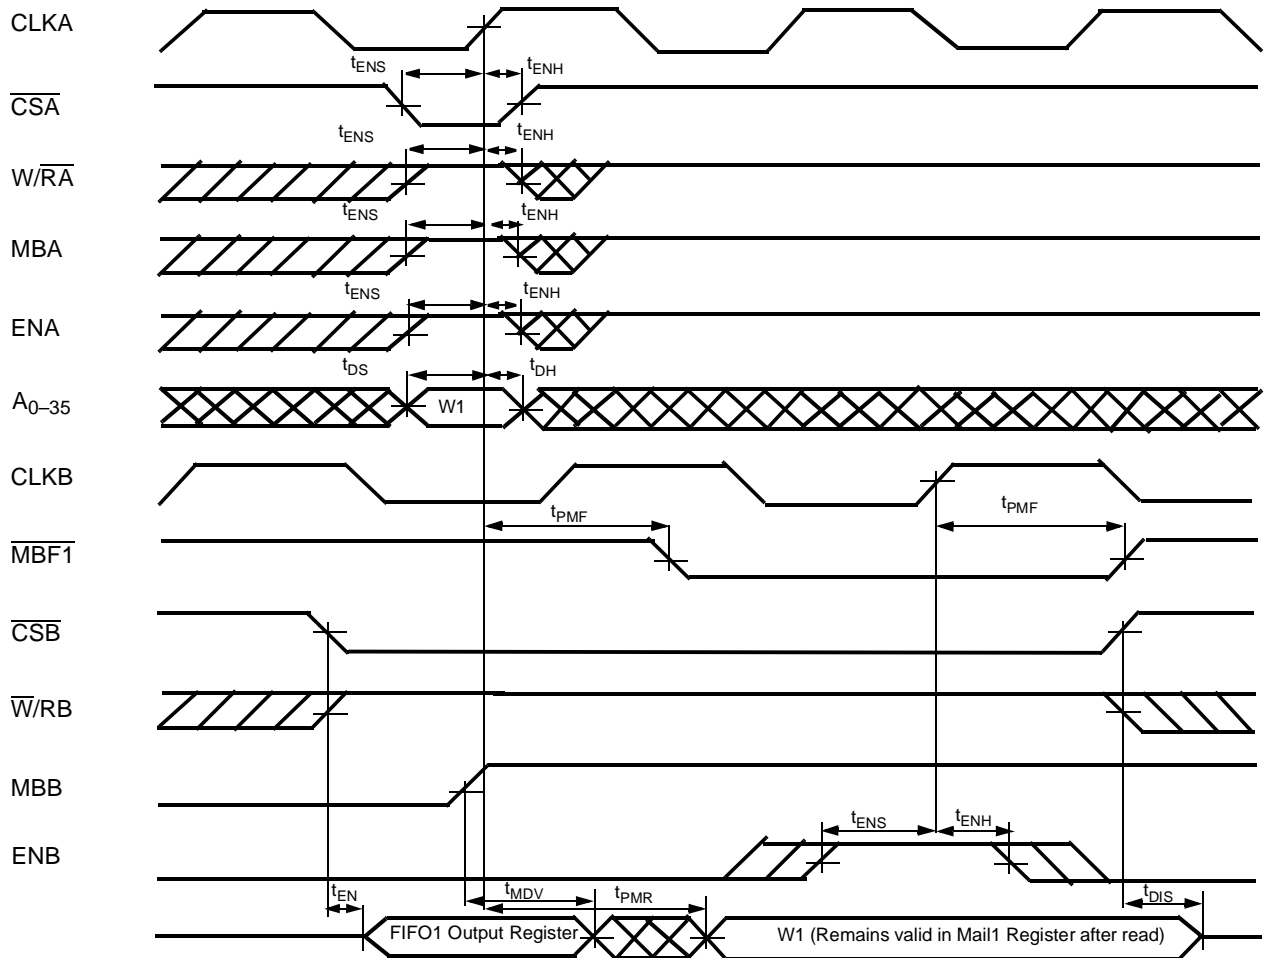 CLKA
tENS tENH
CSA
tENS tENH
W/RA
tENS tENH
MBA
tENS tENH
ENA
tDS tDH
A0–35 W1
CLKB
tPMF tPMF
MBF1
CSB
W/RB
MBB
tENS tENH
ENB
tEN tMDV tPMR tDIS
FIFO1 Output Register W1 (Remains valid in Mail1 Register after read)